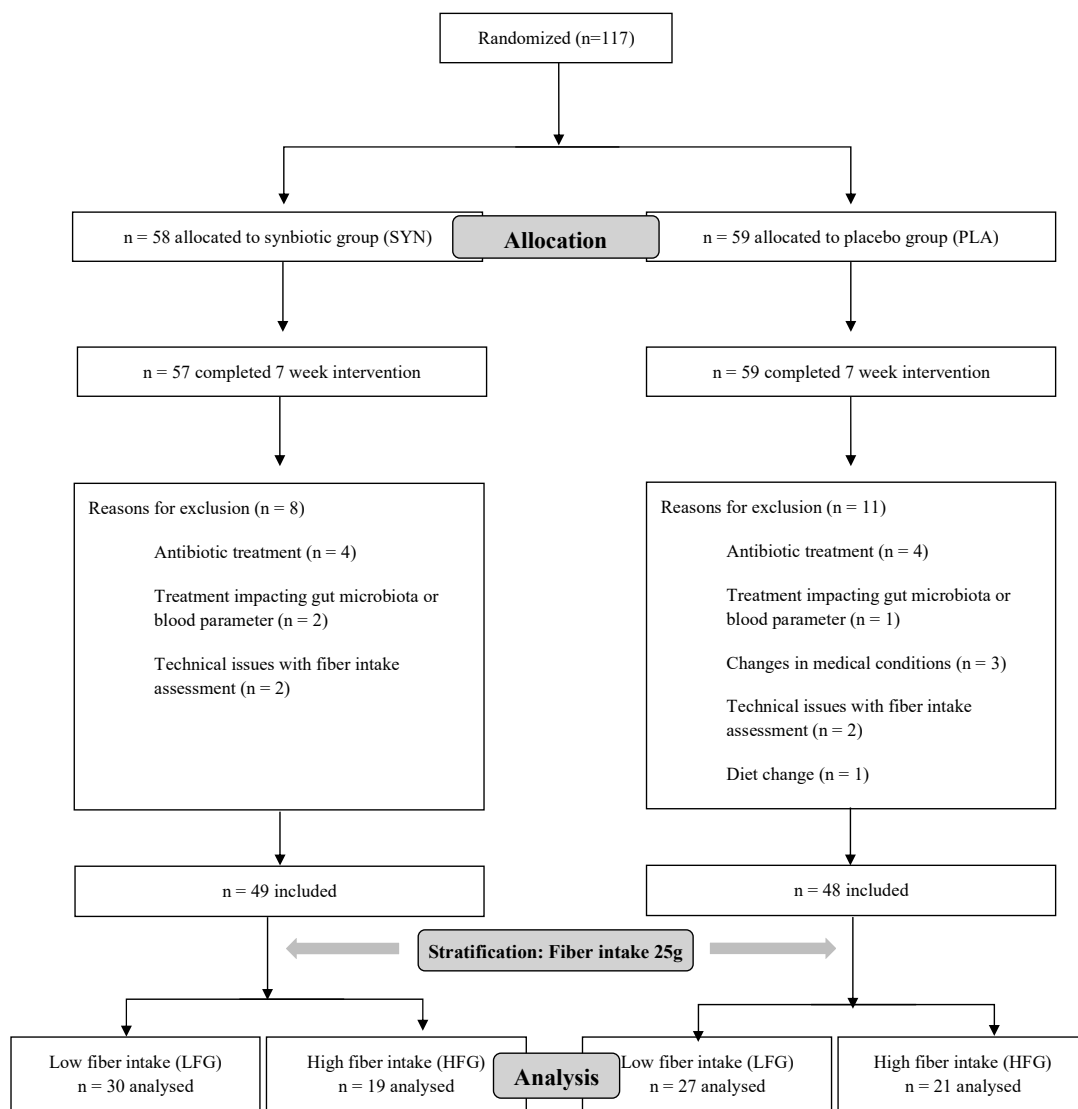 Randomized (n=117)
n = 58 allocated to synbiotic group (SYN)
Allocation
n = 59 allocated to placebo group (PLA)
n = 57 completed 7 week intervention
n = 59 completed 7 week intervention
Reasons for exclusion (n = 8)
Antibiotic treatment (n = 4)
Treatment impacting gut microbiota or
blood parameter (n = 2)
Technical issues with fiber intake
assessment (n = 2)
Reasons for exclusion (n = 11)
Antibiotic treatment (n = 4)
Treatment impacting gut microbiota or
blood parameter (n = 1)
Changes in medical conditions (n = 3)
Technical issues with fiber intake
assessment (n = 2)
Diet change (n = 1)
n = 49 included
n = 48 included
Stratification: Fiber intake 25g
Low fiber intake (LFG)
n = 30 analysed
High fiber intake (HFG)
n = 19 analysed
Analysis
Low fiber intake (LFG)
n = 27 analysed
High fiber intake (HFG)
n = 21 analysed